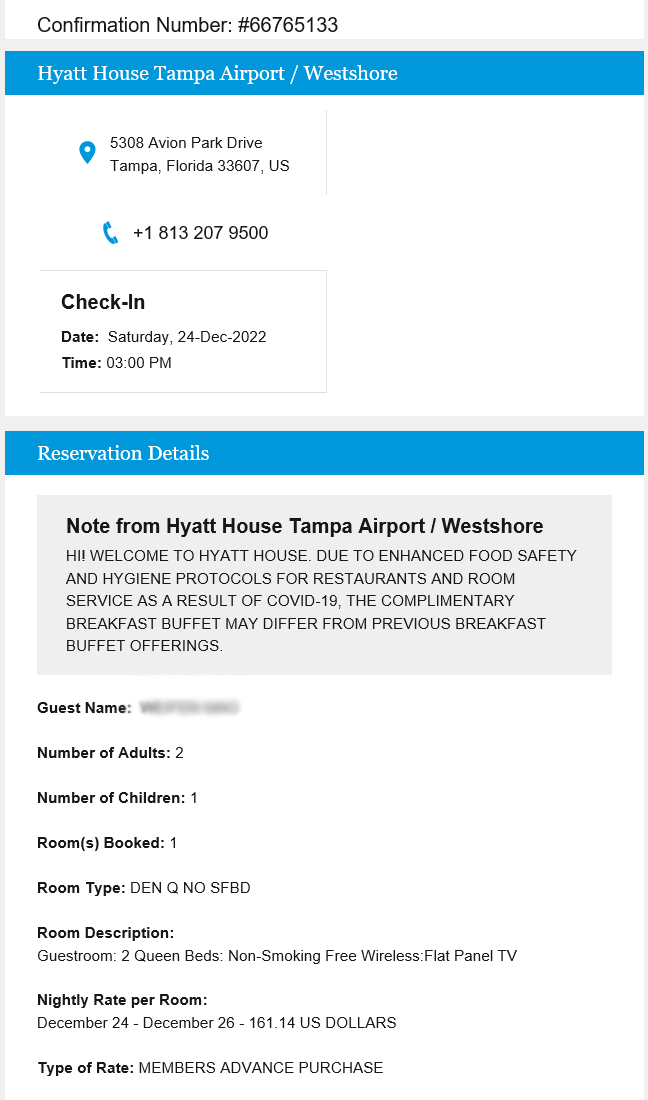 Confirmation Number: #66765133
Hyatt House Tampa Airport / Westshore
5308 Avion Park Drive
Tampa, Florida 33607, US
+1 813 207 9500
Check-In
Date: Saturday, 24-Dec-2022
Time: 03:00 PM
Reservation Details
Note from Hyatt House Tampa Airport / Westshore
HI! WELCOME TO HYATT HOUSE. DUE TO ENHANCED FOOD SAFETY
AND HYGIENE PROTOCOLS FOR RESTAURANTS AND ROOM
SERVICE AS A RESULT OF COVID-19, THE COMPLIMENTARY
BREAKFAST BUFFET MAY DIFFER FROM PREVIOUS BREAKFAST
BUFFET OFFERINGS.
Guest Name:
Number of Adults: 2
Number of Children: 1
Room(s) Booked: 1
Room Type: DEN Q NO SFBD
Room Description:
Guestroom: 2 Queen Beds: Non-Smoking Free Wireless:Flat Panel TV
Nightly Rate per Room:
December 24 - December 26 - 161.14 US DOLLARS
Type of Rate: MEMBERS ADVANCE PURCHASE